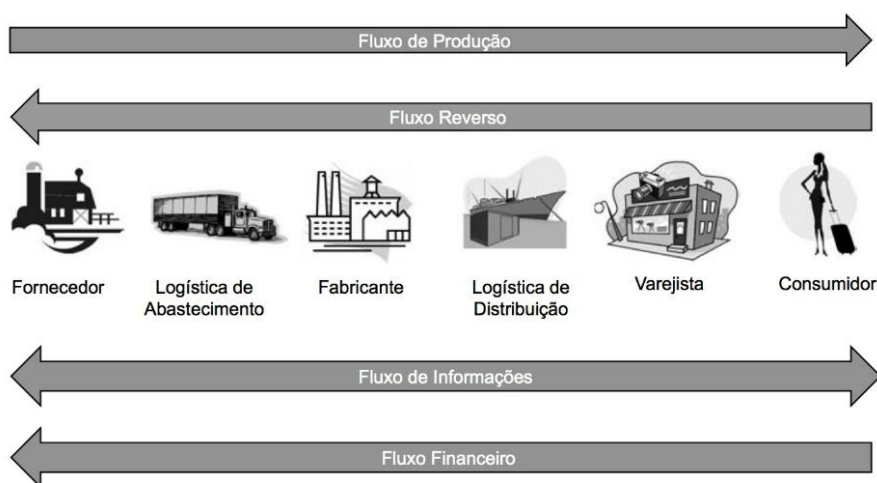 Fluxo de Produção
Fluxo Reverso
Fornecedor
Logística de
Abastecimento
Fabricante
Logística de
Distribuição
Varejista
Consumidor
Fluxo de Informações
Fluxo Financeiro